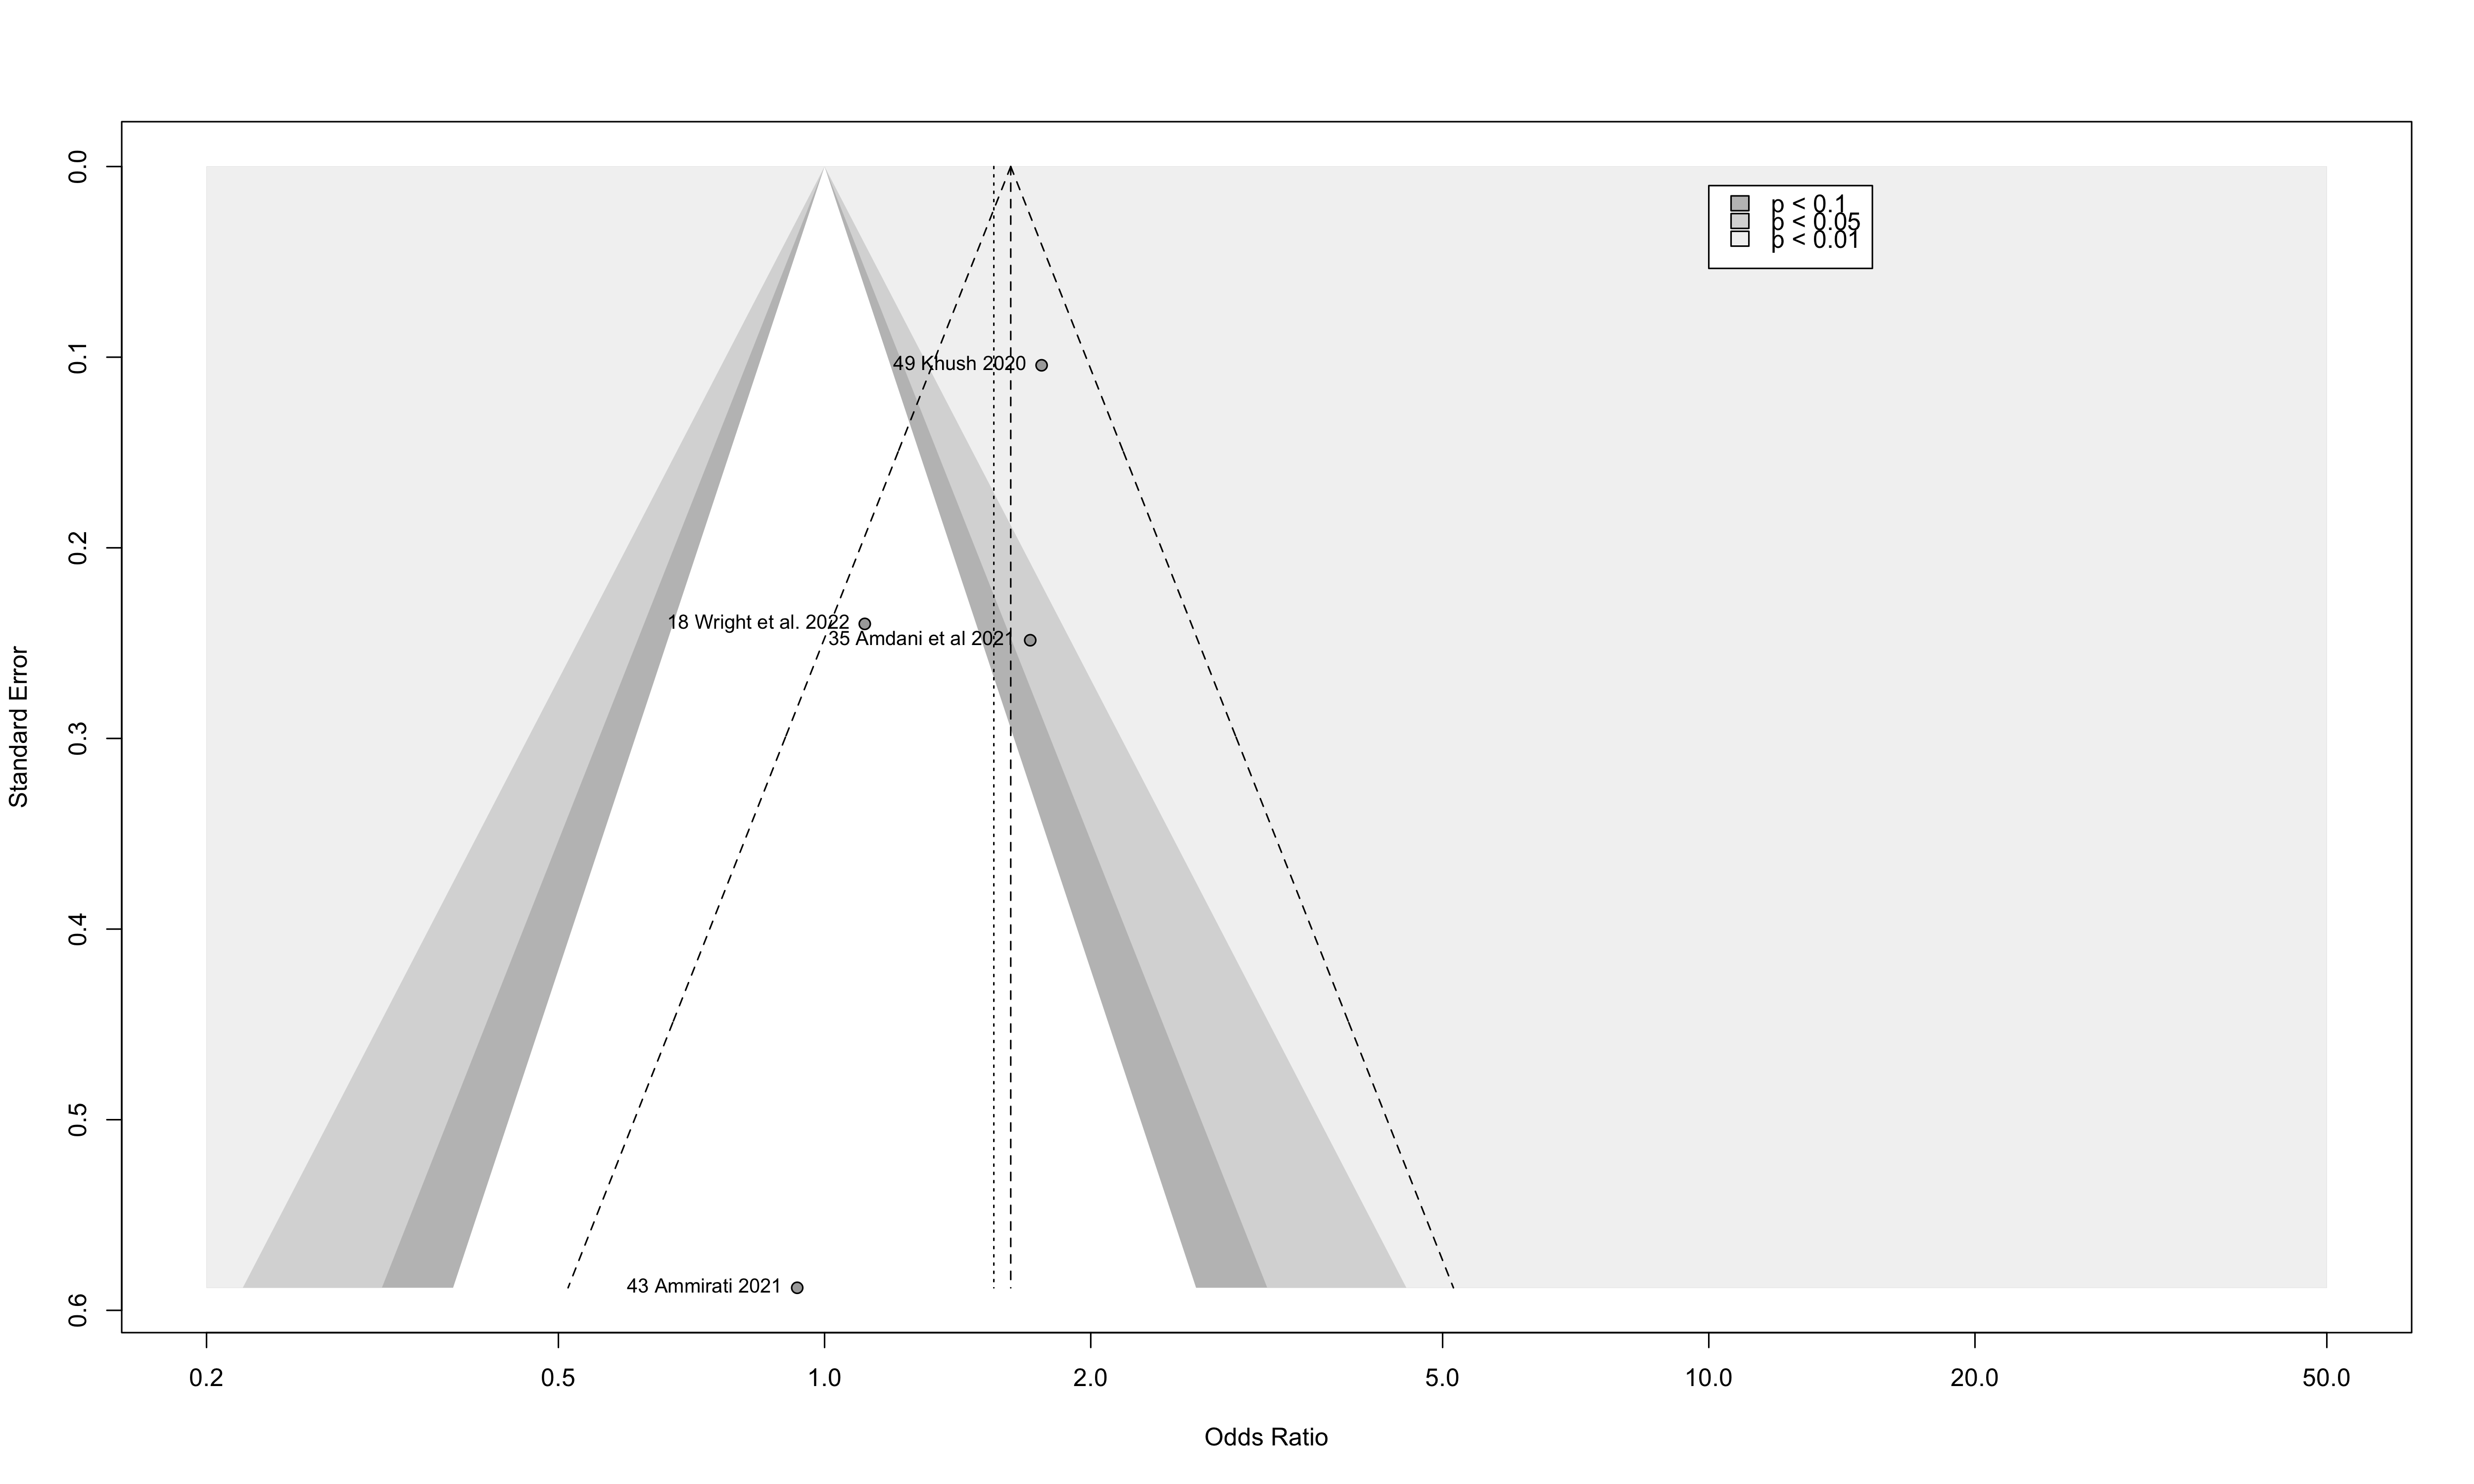 0.0
0.1
0.2
0.3
0.4
0.5
0.6
Standard Error
p < 0.1
p < 0.05
p < 0.01
49 Khush 2020
18 Wright et al. 2022
35 Amdani et al 2021
43 Ammirati 2021
0.2 0.5 1.0 2.0 5.0 10.0 20.0 50.0
Odds Ratio